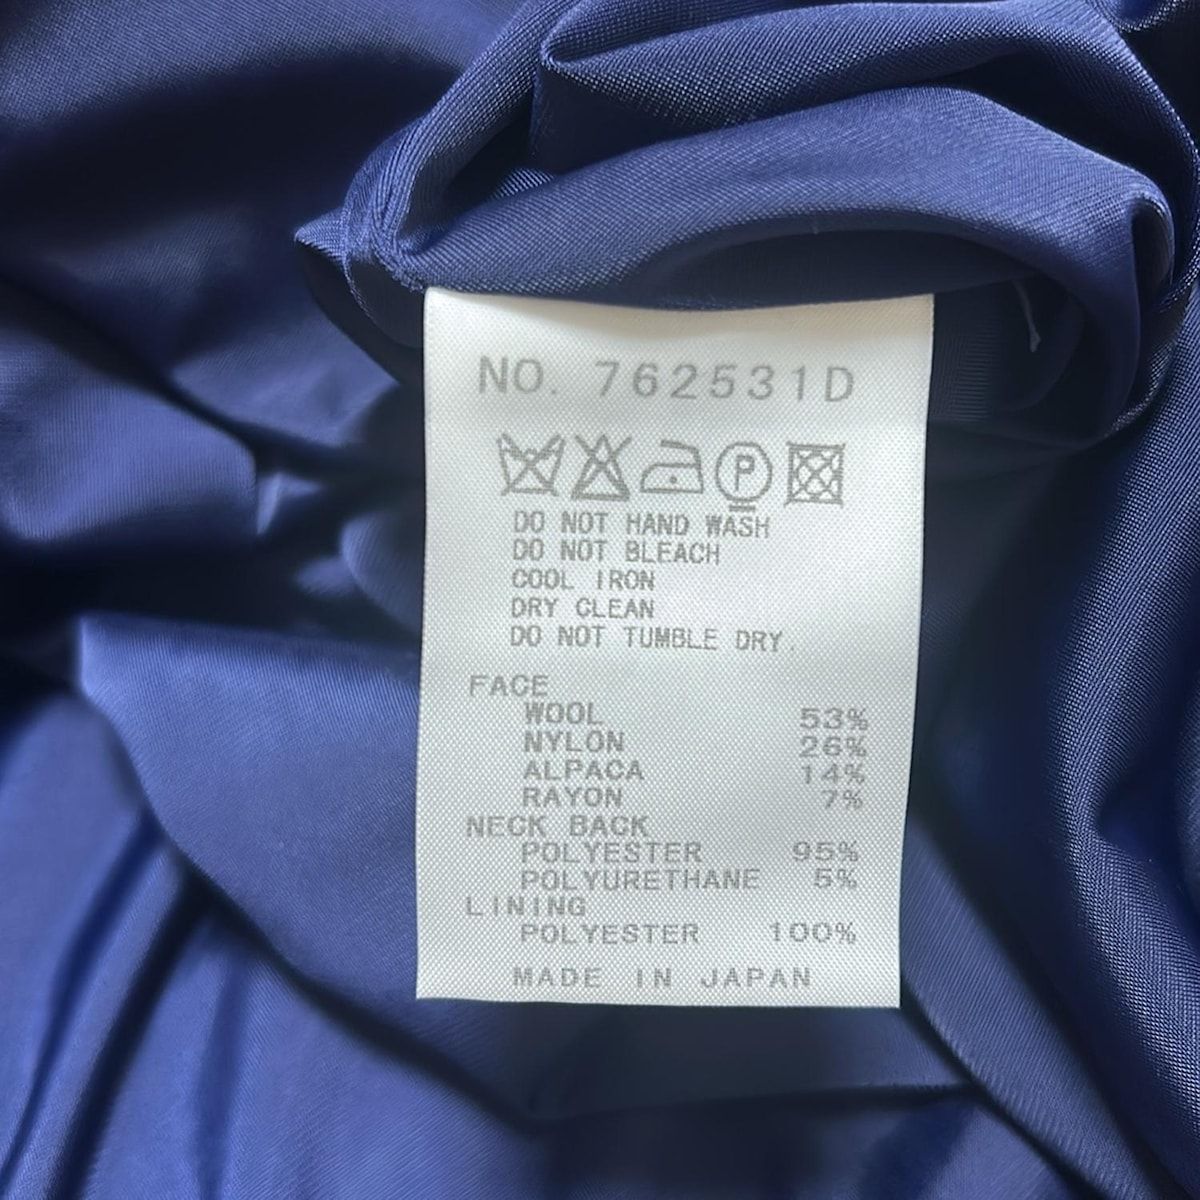 NO. 762531D
P
DO NOT HAND WASH
DO NOT BLEACH
COOL IRON
DRY CLEAN
DO NOT TUMBLE DRY.
FACE
WOOL 53%
NYLON 26%
ALPACA 14%
RAYON 7%
NECK BACK
POLYESTER 95%
POLYURETHANE 5%
LINING
POLYESTER 100%
MADE IN JAPAN